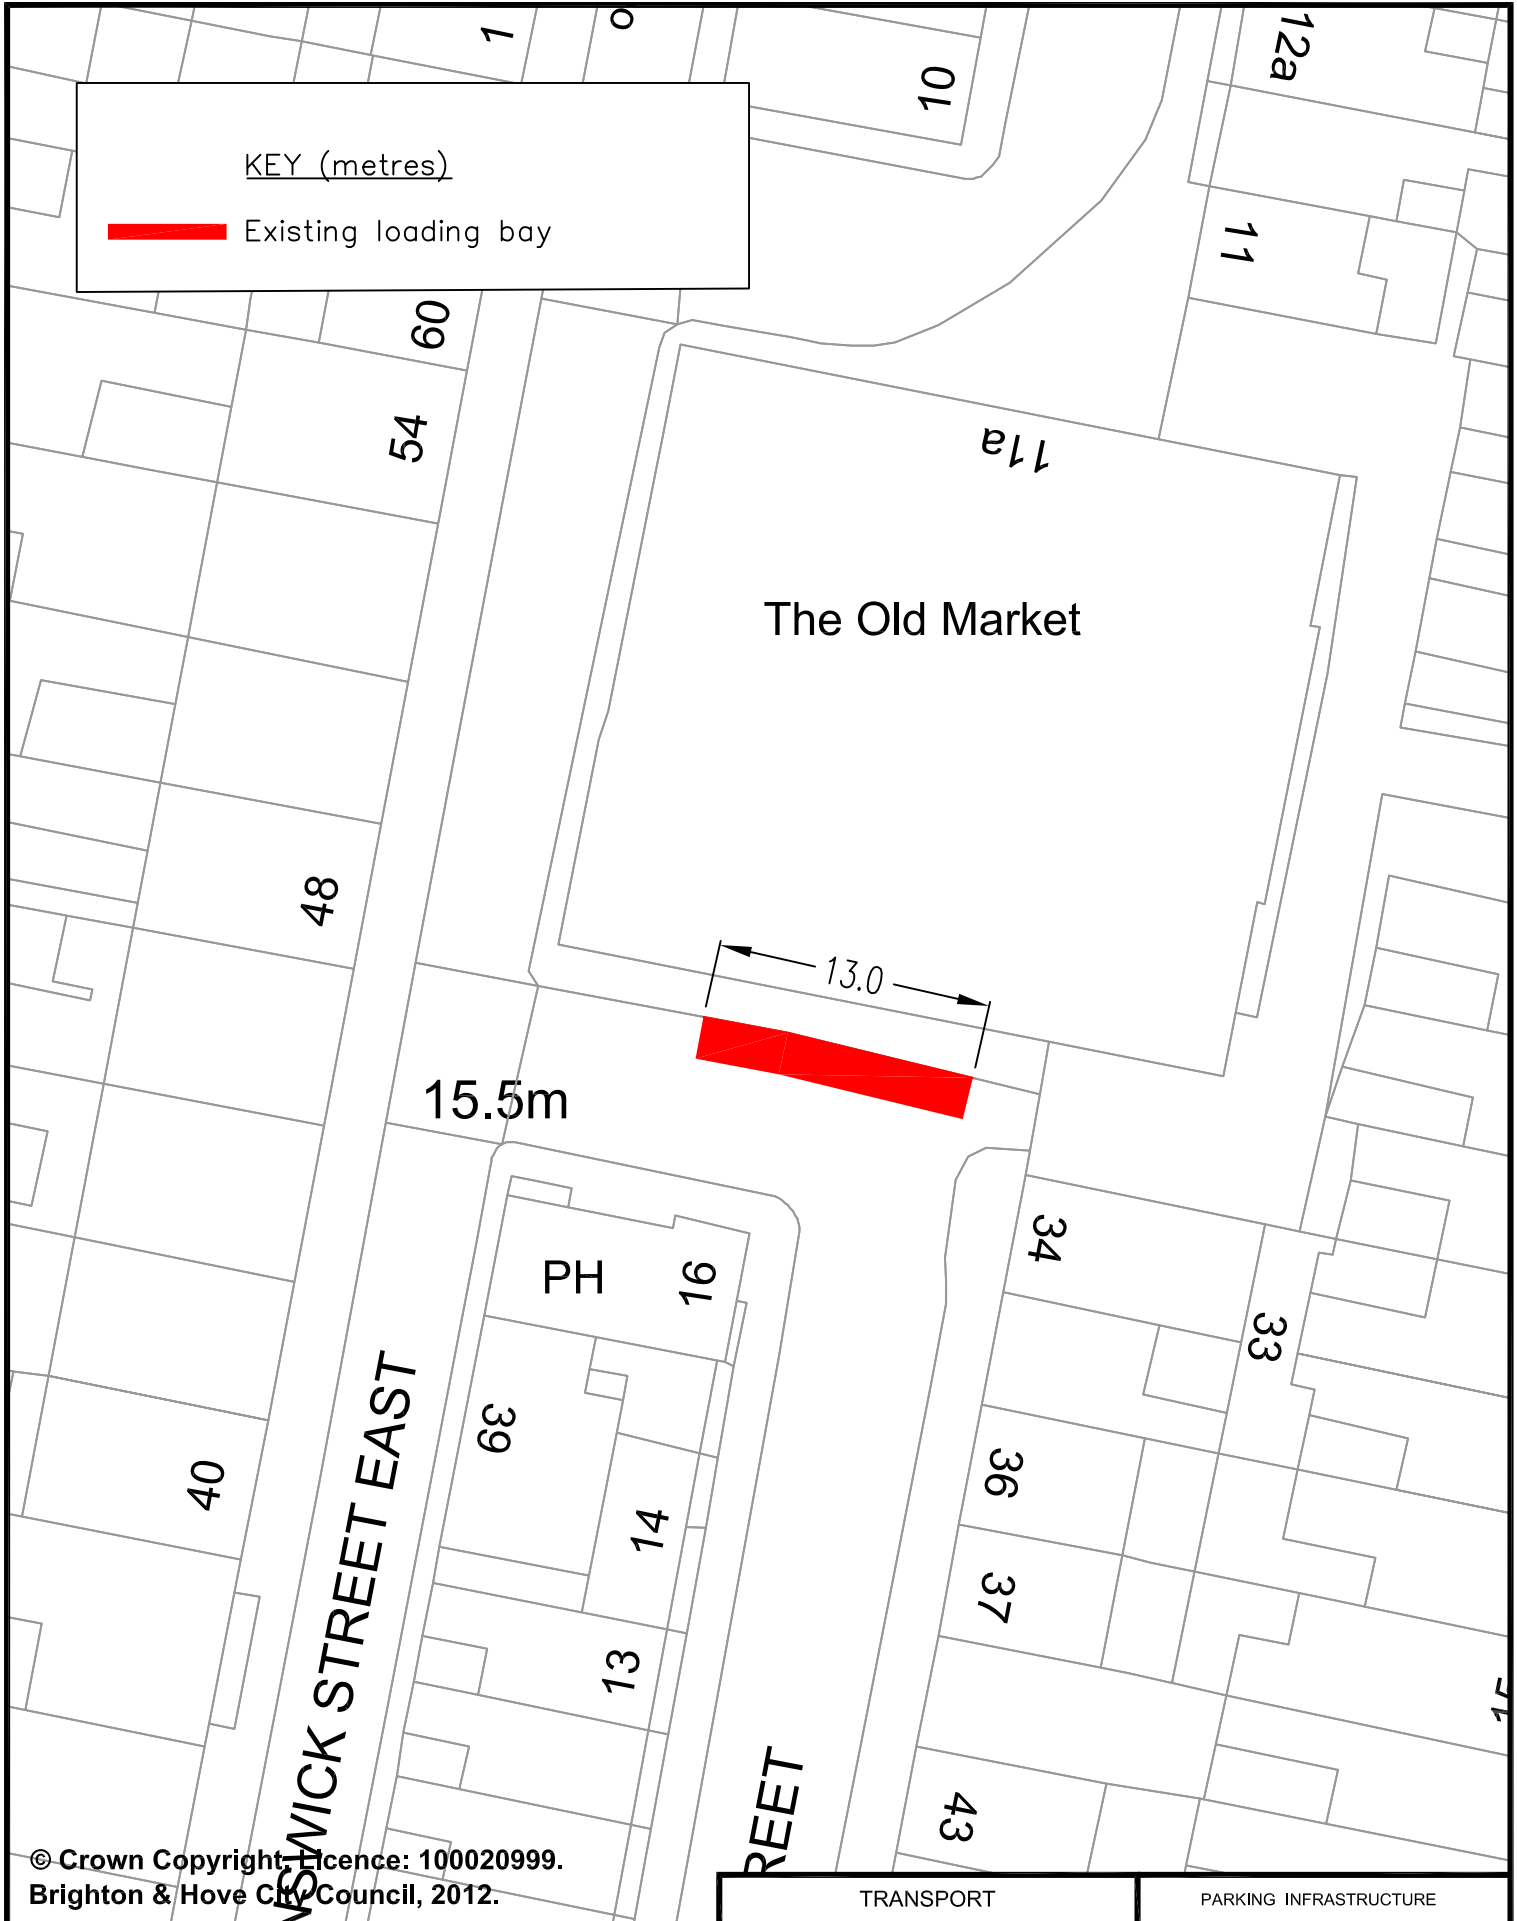 1
10
12a
KEY (metres)
Existing loading bay
11
60
54
11a
The Old Market
48
13.0
15.5m
34
PH
16
33
39
36
40
14
37
13
STREET EAST
43
© Crown Copyright. Licence: 100020999.
Brighton & Hove City Council, 2012.
TRANSPORT
PARKING INFRASTRUCTURE